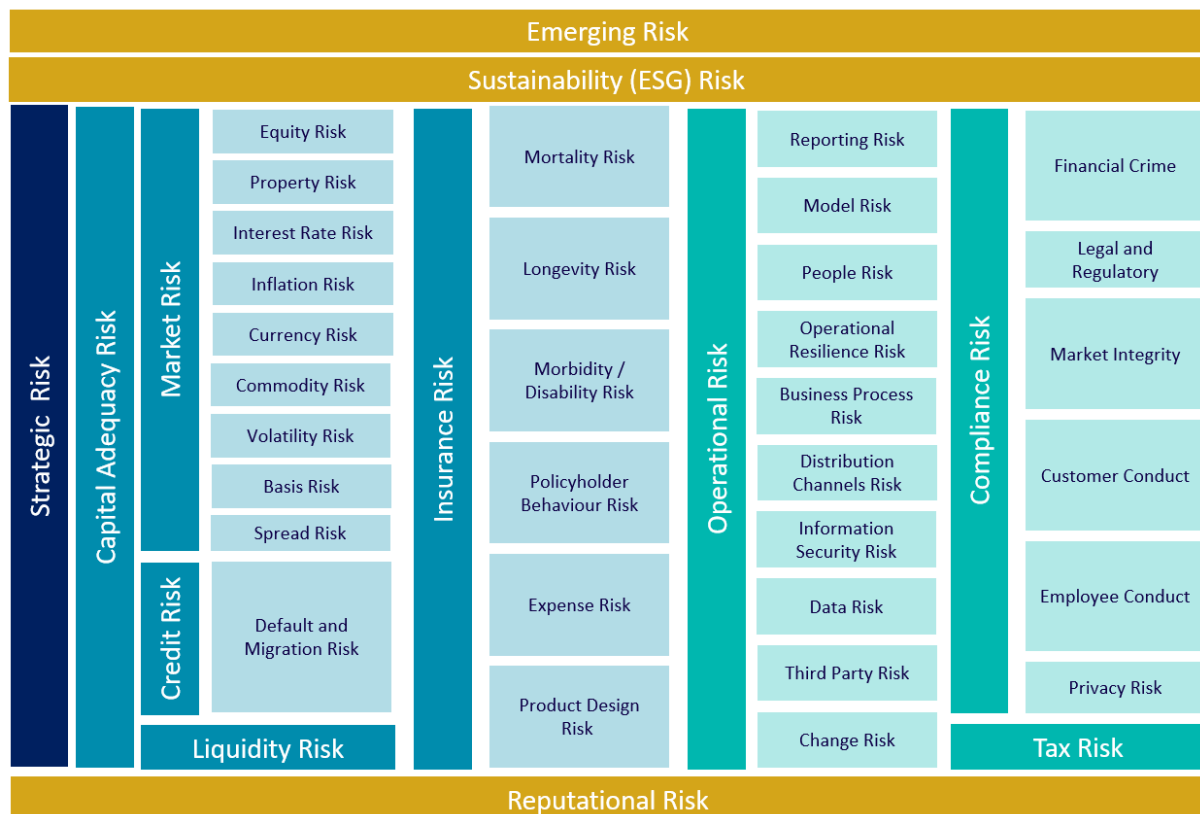 Emerging Risk
Sustainability (ESG) Risk
Strategic Risk
Capital Adequacy Risk
Market Risk
Equity Risk
Property Risk
Interest Rate Risk
Inflation Risk
Currency Risk
Commodity Risk
Volatility Risk
Basis Risk
Spread Risk
Credit Risk
Default and
Migration Risk
Liquidity Risk
Insurance Risk
Mortality Risk
Longevity Risk
Morbidity /
Disability Risk
Policyholder
Behaviour Risk
Expense Risk
Product Design
Risk
Operational Risk
Reporting Risk
Model Risk
People Risk
Operational
Resilience Risk
Business Process
Risk
Distribution
Channels Risk
Information
Security Risk
Data Risk
Third Party Risk
Change Risk
Compliance Risk
Financial Crime
Legal and
Regulatory
Market Integrity
Customer Conduct
Employee Conduct
Privacy Risk
Tax Risk
Reputational Risk